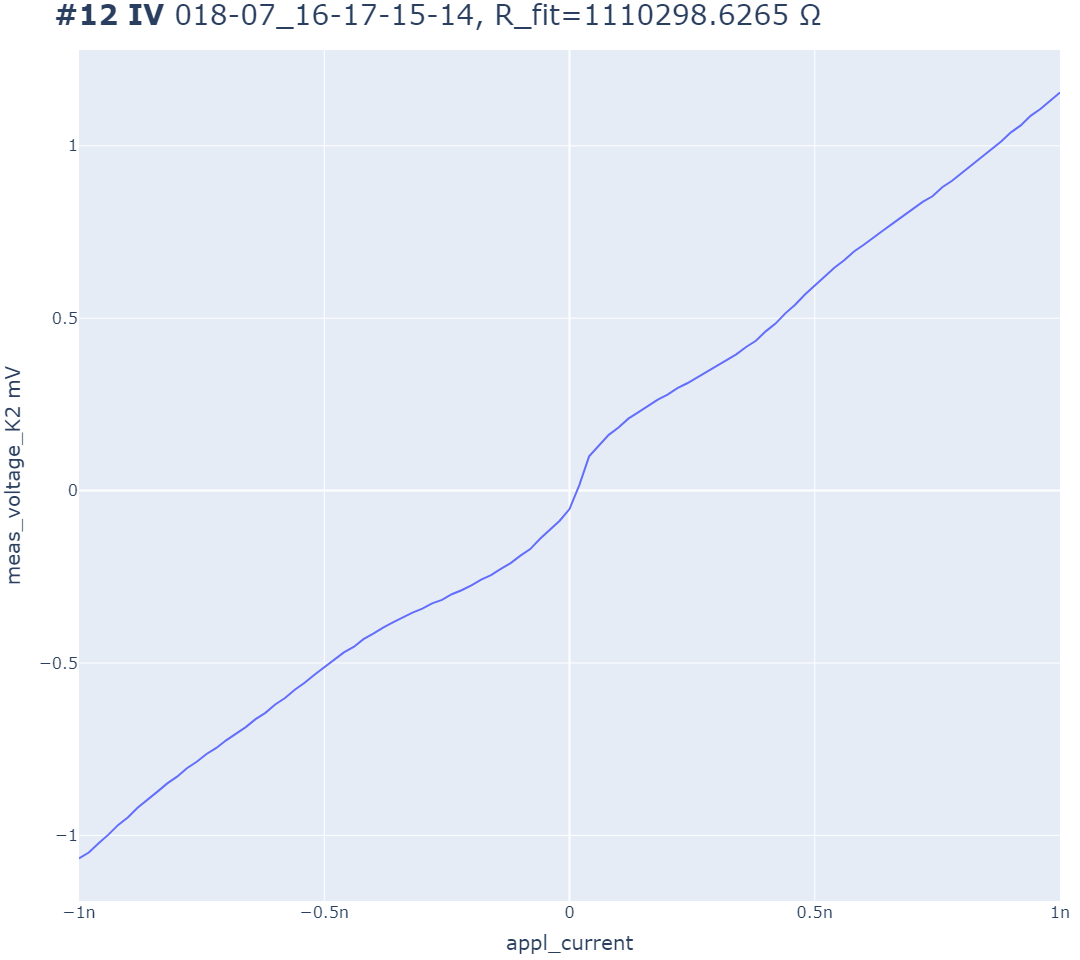 #12 IV 018-07_16-17-15-14, R_fit=1110298.6265 Ω
meas_voltage_K2 mV
1
0.5
0
−0.5
−1
−1n
−0.5n
0
0.5n
1n
appl_current